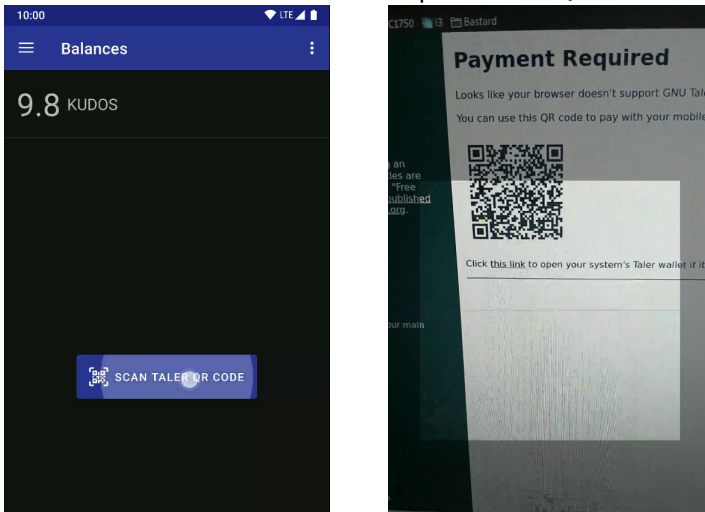 10:00
LTE
Balances
9.8 KUDOS
SCAN TALER QR CODE
C1750 i3 Bastard
Payment Required
Looks like your browser doesn't support GNU Tal
You can use this QR code to pay with your mobile
an
les are
"Free
ublished
.org.
Click this link to open your system's Taler wallet if it
our main